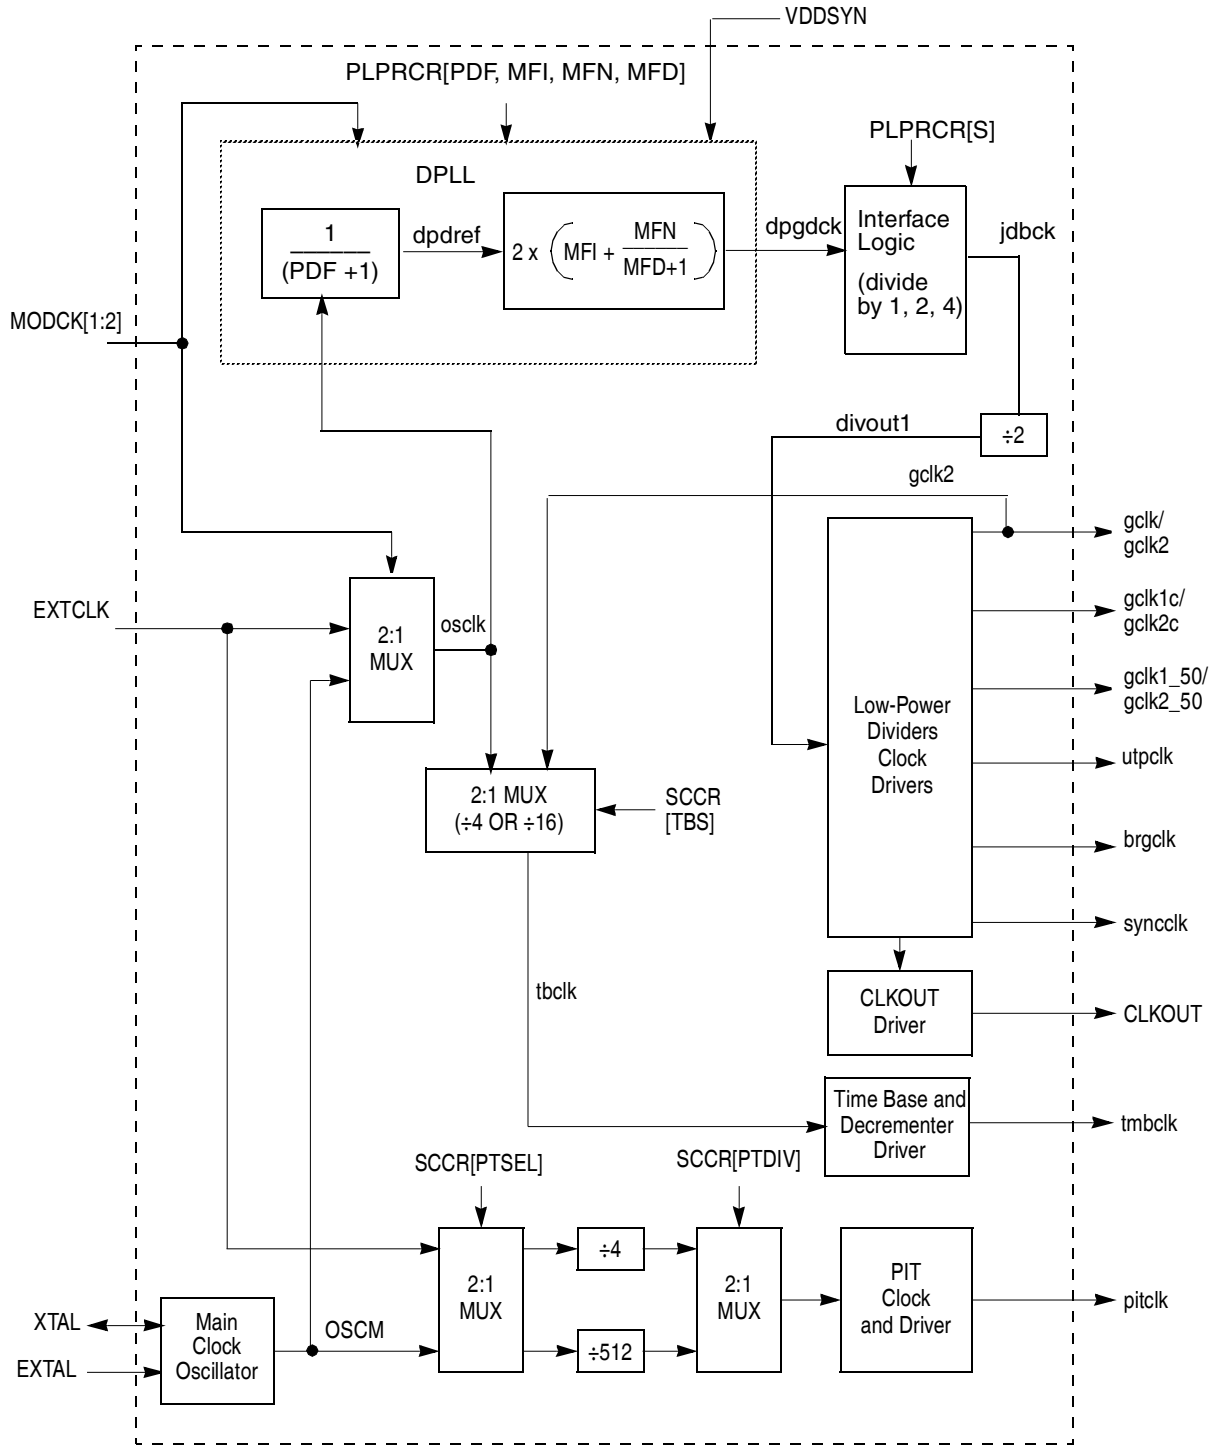 VDDSYN
PLPRCR[PDF, MFI, MFN, MFD]
PLPRCR[S]
DPLL
1
(PDF +1)
dpdref
2 x ( MFI + MFN
MFD+1 )
dpgdck
Interface
Logic
(divide
by 1, 2, 4)
jdbck
MODCK[1:2]
divout1
÷2
gclk2
gclk/
gclk2
EXTCLK
2:1
MUX
osclk
gclk1c/
gclk2c
gclk1_50/
gclk2_50
Low-Power
Dividers
Clock
Drivers
utpclk
2:1 MUX
(÷4 OR ÷16)
SCCR
[TBS]
brgclk
syncclk
tbclk
CLKOUT
Driver
CLKOUT
Time Base and
Decrementer
Driver
tmbclk
SCCR[PTSEL]
SCCR[PTDIV]
2:1
MUX
÷4
÷512
2:1
MUX
PIT
Clock
and Driver
pitclk
XTAL
EXTAL
Main
Clock
Oscillator
OSCM